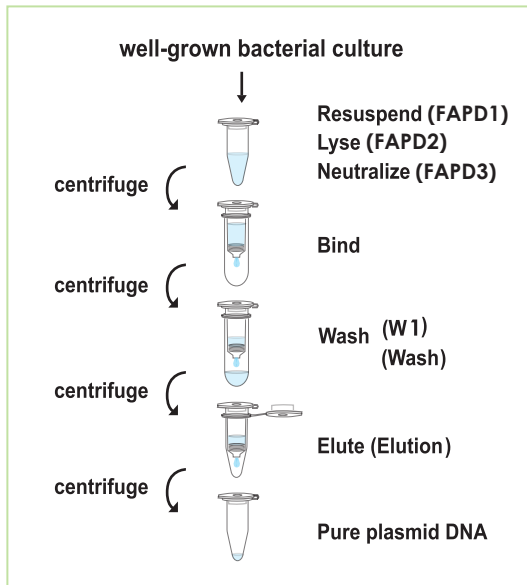 well-grown bacterial culture
Resuspend (FAPD1)
Lyse (FAPD2)
Neutralize (FAPD3)
centrifuge
Bind
centrifuge
Wash (W1)
(Wash)
centrifuge
Elute (Elution)
centrifuge
Pure plasmid DNA